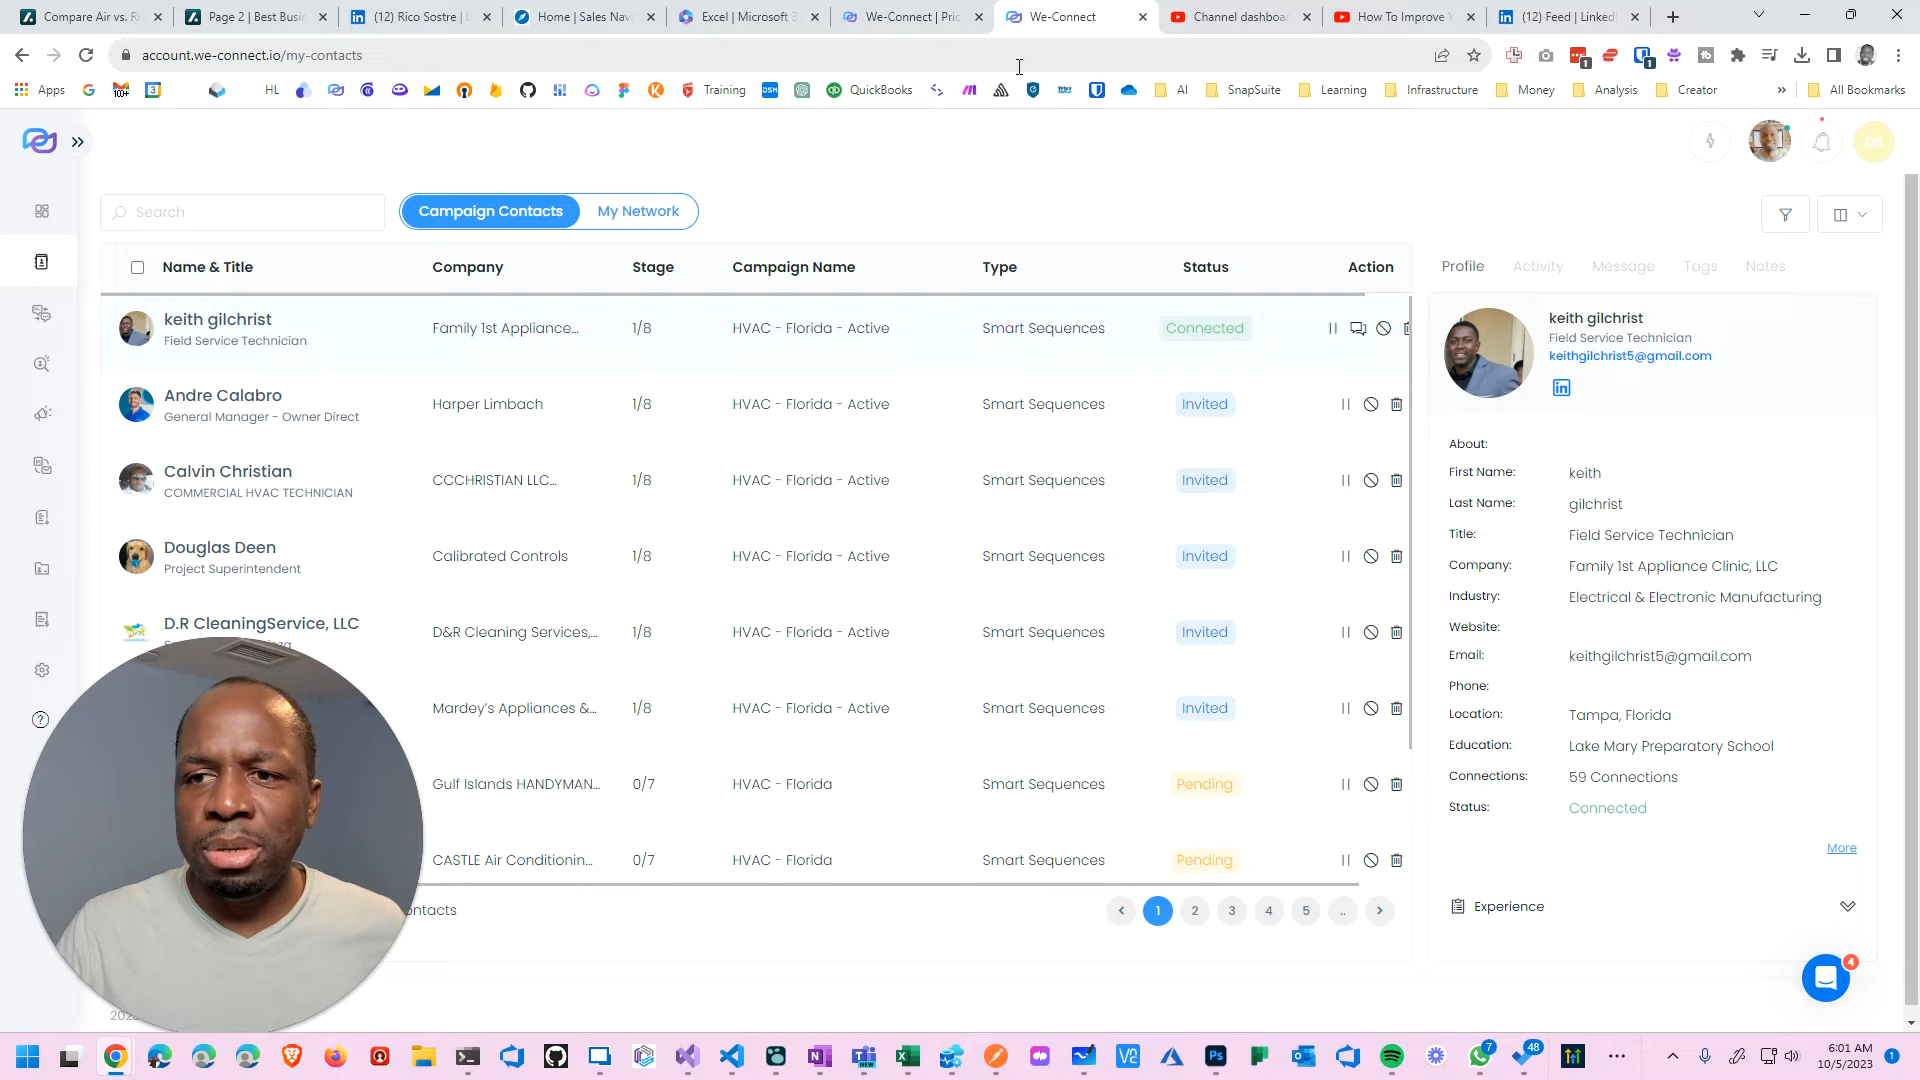 Compare Air vs. R
Page 2 | Best Busin
(12) Rico Sostre | L
Home | Sales Nav
Excel | Microsoft 3
We-Connect | Pric
We-Connect
Channel dashboa
How To Improve Y
(12) Feed | LinkedI
account.we-connect.io/my-contacts
Apps
HL
Training
QuickBooks
AI
SnapSuite
Learning
Infrastructure
Money
Analysis
Creator
All Bookmarks
Search
Campaign Contacts
My Network
DB
Name & Title
Company
Stage
Campaign Name
Type
Status
Action
Profile
Activity
Message
Tags
Notes
keith gilchrist
Field Service Technician
Family 1st Appliance...
1/8
HVAC - Florida - Active
Smart Sequences
Connected
Andre Calabro
General Manager - Owner Direct
Harper Limbach
1/8
HVAC - Florida - Active
Smart Sequences
Invited
Calvin Christian
COMMERCIAL HVAC TECHNICIAN
CCCHRISTIAN LLC...
1/8
HVAC - Florida - Active
Smart Sequences
Invited
Douglas Deen
Project Superintendent
Calibrated Controls
1/8
HVAC - Florida - Active
Smart Sequences
Invited
D.R CleaningService, LLC
D&R Cleaning Services,...
1/8
HVAC - Florida - Active
Smart Sequences
Invited
Mardey's Appliances &...
1/8
HVAC - Florida - Active
Smart Sequences
Invited
Gulf Islands HANDYMAN...
0/7
HVAC - Florida
Smart Sequences
Pending
CASTLE Air Conditionin...
0/7
HVAC - Florida
Smart Sequences
Pending
ontacts
1
2
3
4
5
..
keith gilchrist
Field Service Technician
keithgilchrist5@gmail.com
About:
First Name: keith
Last Name: gilchrist
Title: Field Service Technician
Company: Family 1st Appliance Clinic, LLC
Industry: Electrical & Electronic Manufacturing
Website:
Email: keithgilchrist5@gmail.com
Phone:
Location: Tampa, Florida
Education: Lake Mary Preparatory School
Connections: 59 Connections
Status: Connected
More
Experience
4
202
7
48
6:01 AM
10/5/2023
1